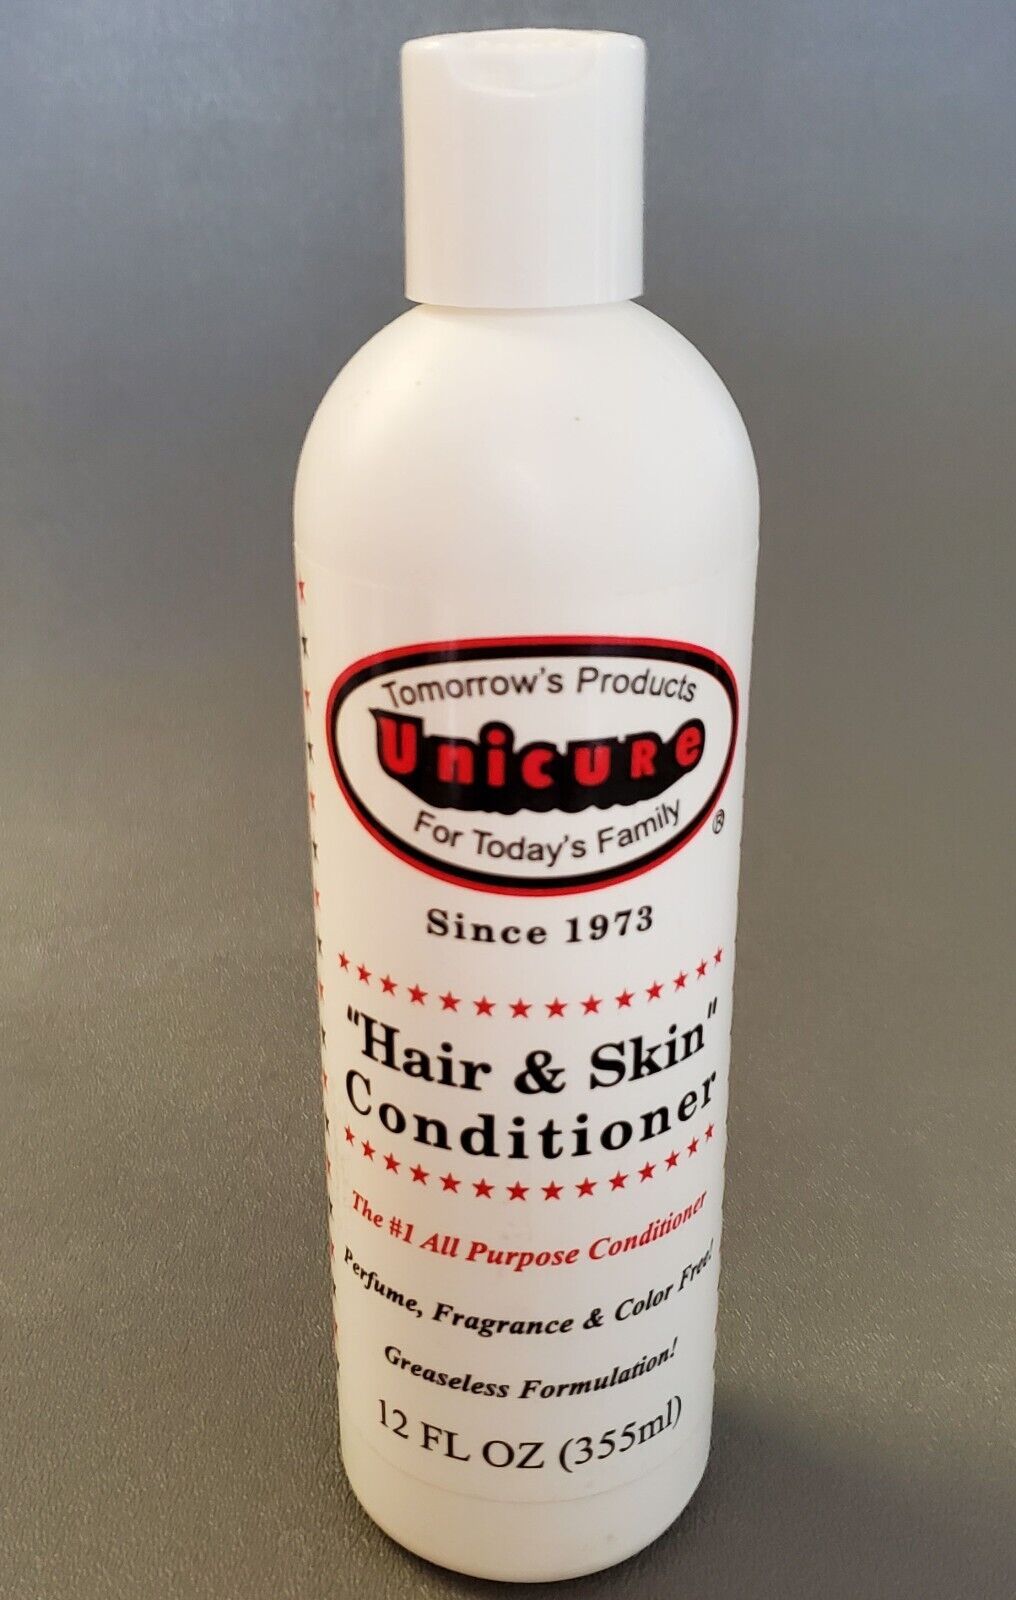 Tomorrow's Products
Unicure
For Today's Family
®
Since 1973
"Hair & Skin"
Conditioner
The #1 All Purpose Conditioner
Perfume, Fragrance & Color Free!
Greaseless Formulation!
12 FL OZ (355ml)